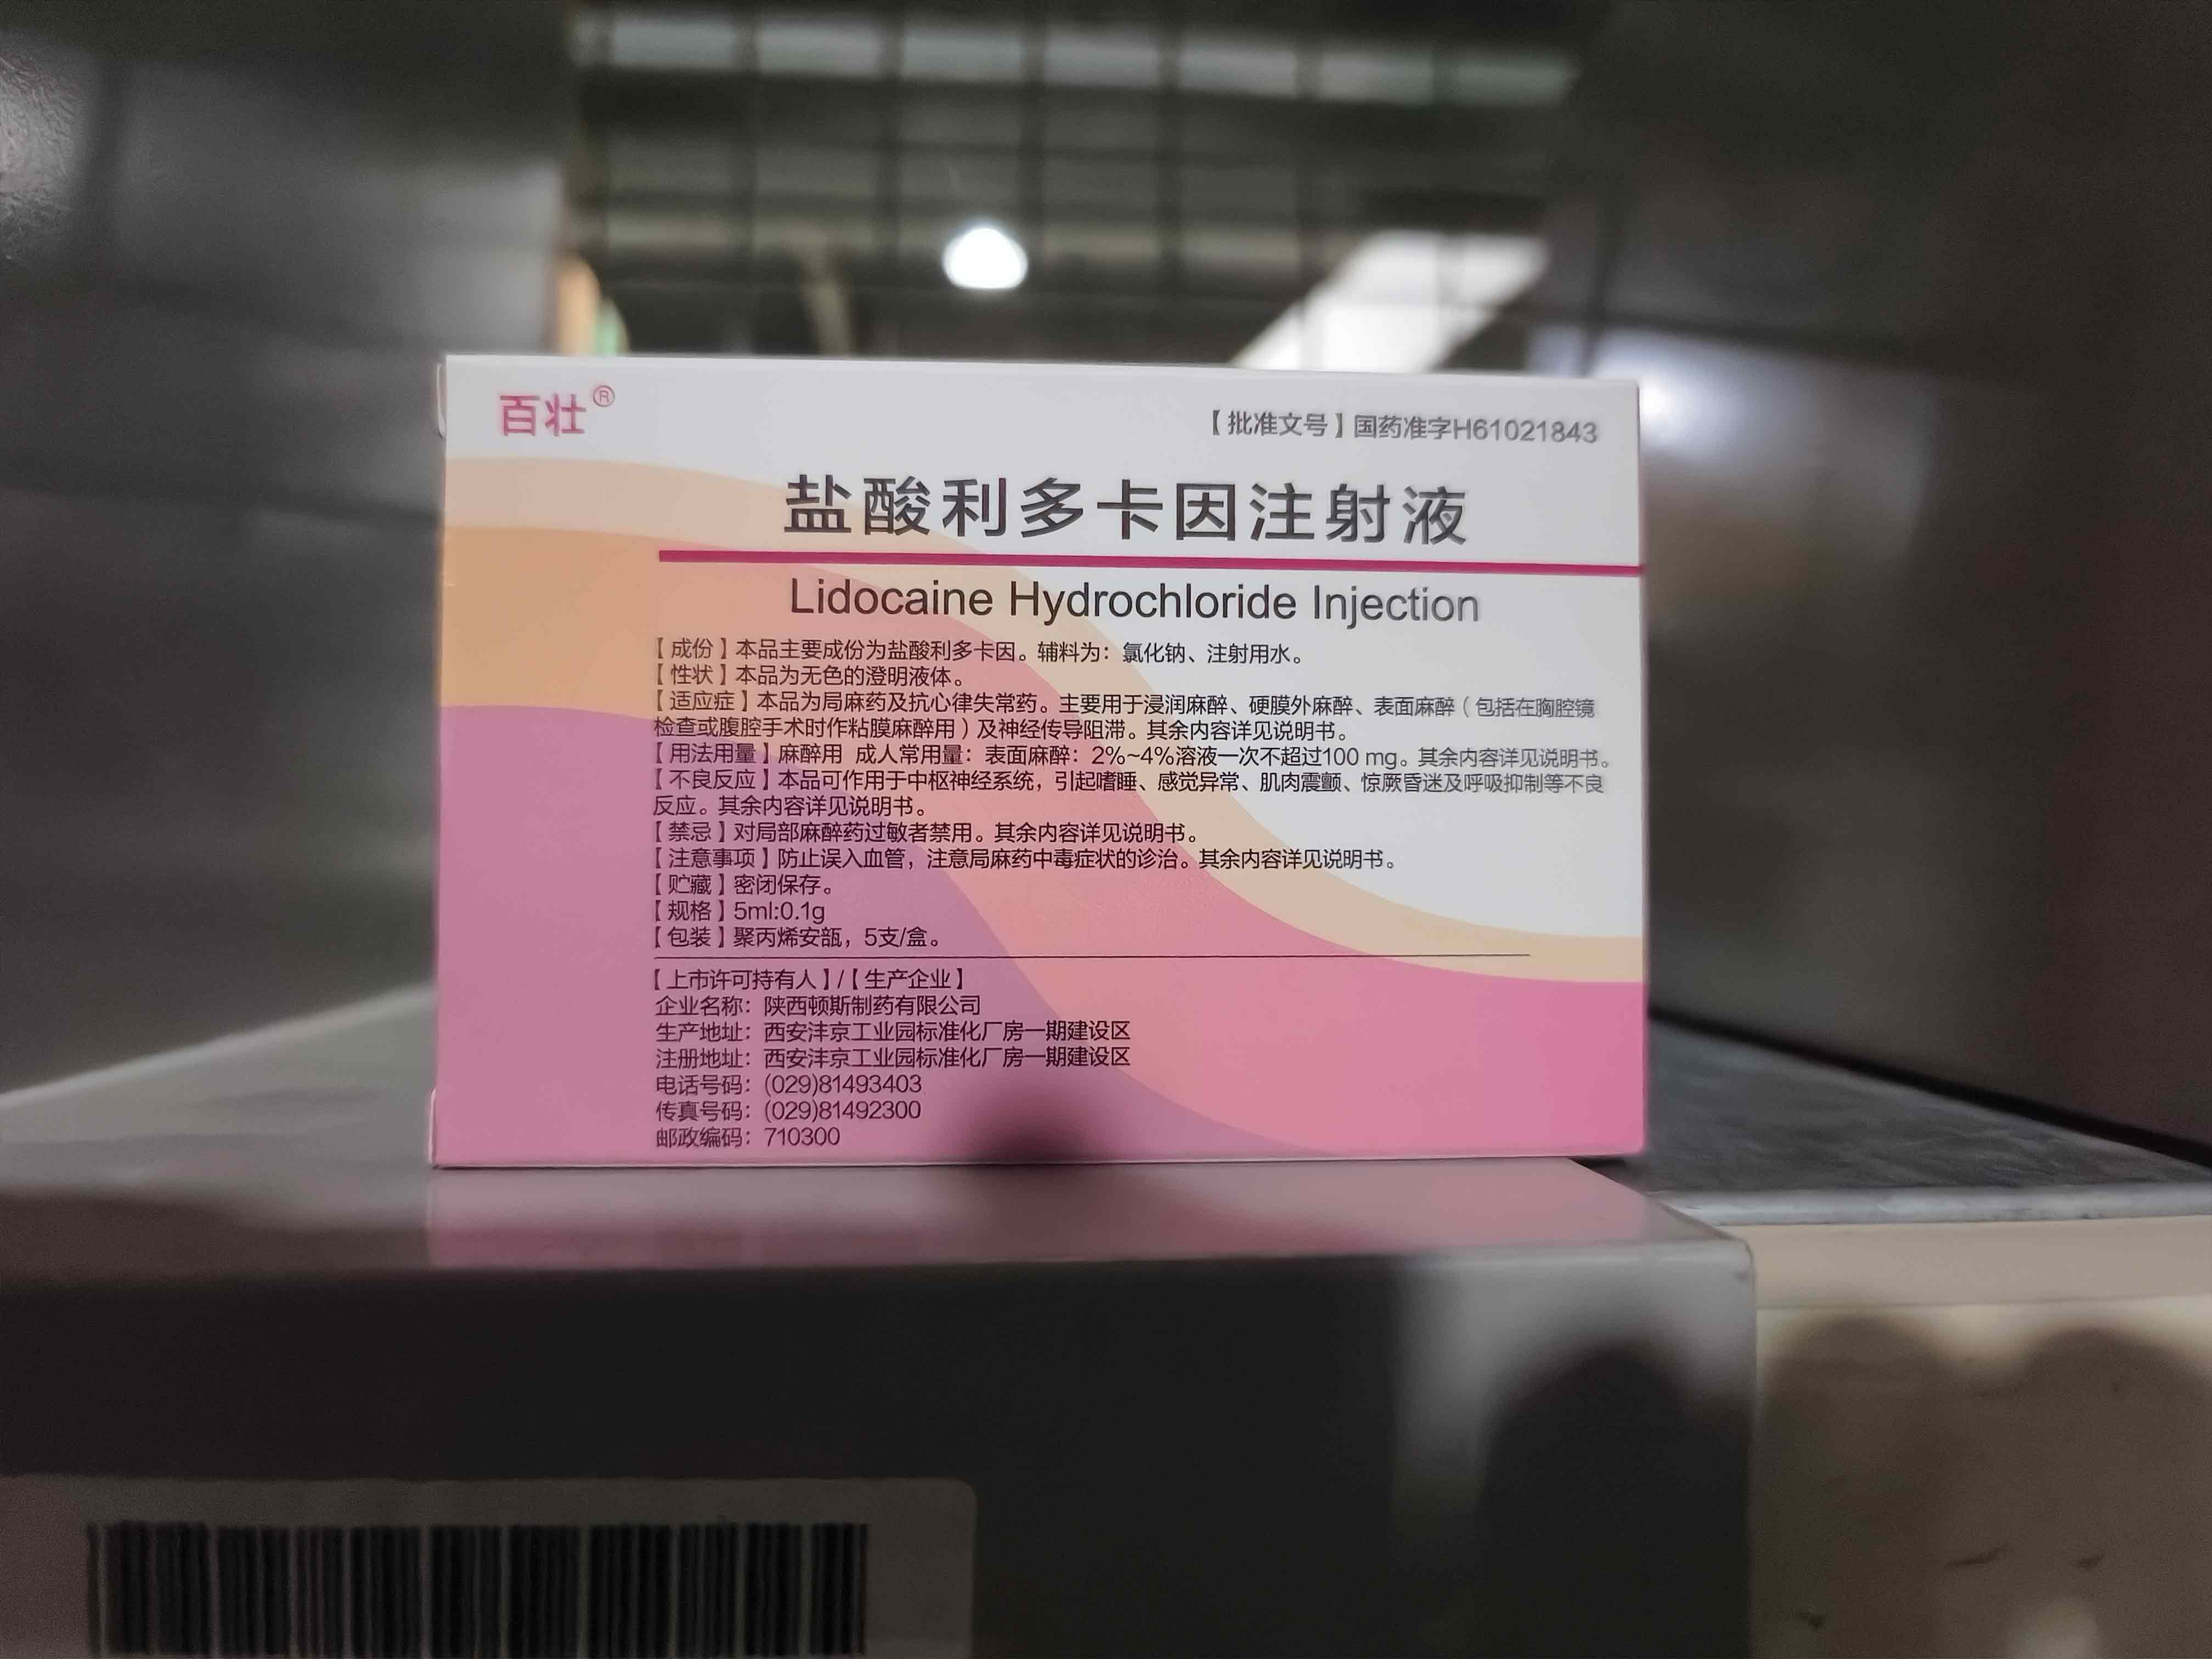 百壮®
【批准文号】国药准字H61021843
盐酸利多卡因注射液
Lidocaine Hydrochloride Injection
【成份】本品主要成份为盐酸利多卡因。辅料为：氯化钠、注射用水。
【性状】本品为无色的澄明液体。
【适应症】本品为局麻药及抗心律失常药。主要用于浸润麻醉、硬膜外麻醉、表面麻醉（包括在胸腔镜
检查或腹腔手术时作粘膜麻醉用）及神经传导阻滞。其余内容详见说明书。
【用法用量】麻醉用 成人常用量：表面麻醉：2%~4%溶液一次不超过100 mg。其余内容详见说明书。
【不良反应】本品可作用于中枢神经系统，引起嗜睡、感觉异常、肌肉震颤、惊厥昏迷及呼吸抑制等不良
反应。其余内容详见说明书。
【禁忌】对局部麻醉药过敏者禁用。其余内容详见说明书。
【注意事项】防止误入血管，注意局麻药中毒症状的诊治。其余内容详见说明书。
【贮藏】密闭保存。
【规格】5ml:0.1g
【包装】聚丙烯安瓿，5支/盒。
【上市许可持有人】/【生产企业】
企业名称：陕西顿斯制药有限公司
生产地址：西安沣京工业园标准化厂房一期建设区
注册地址：西安沣京工业园标准化厂房一期建设区
电话号码：(029)81493403
传真号码：(029)81492300
邮政编码：710300